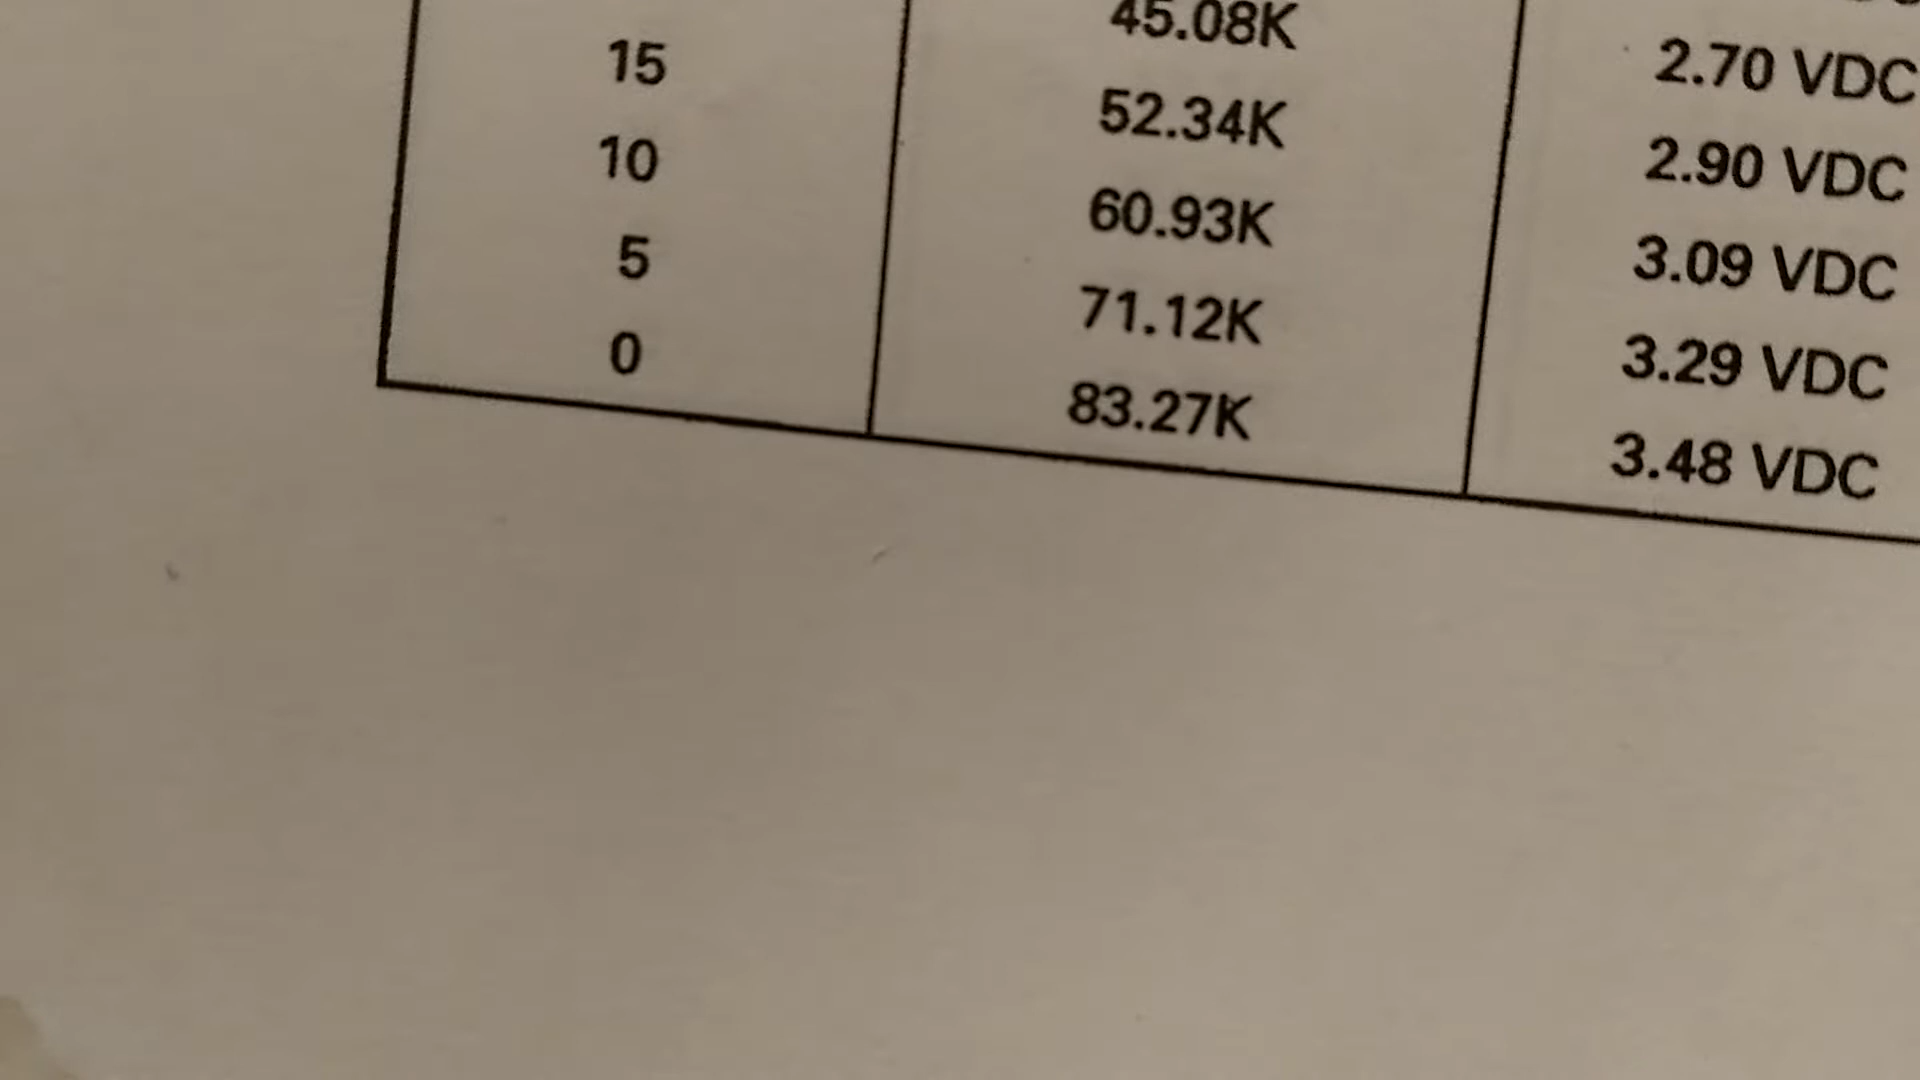 45.08K 2.70 VDC
15 52.34K 2.90 VDC
10 60.93K 3.09 VDC
5 71.12K 3.29 VDC
0 83.27K 3.48 VDC